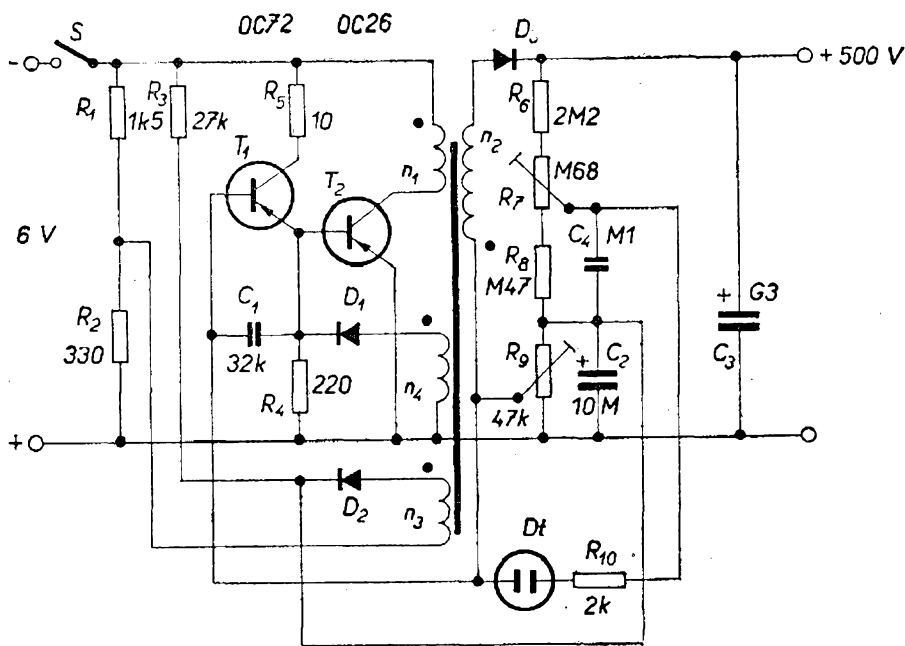 OC72 OC26
S
-
R1
1k5
R3
27k
R5
10
D3
+ 500 V
R6
2M2
n1
n2
T1
T2
M68
R7
6 V
C4
M1
R8
M47
C1
32k
D1
G3
+
C3
R2
330
R4
220
n4
R9
47k
+
C2
10 M
+
D2
n3
Dt
R10
2k